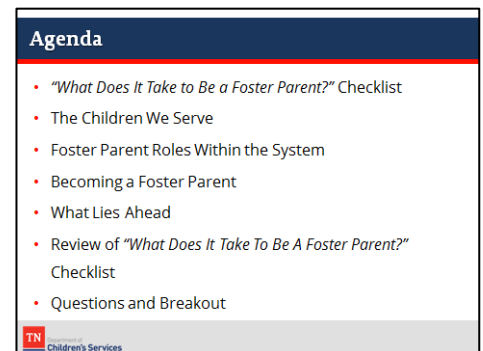 Agenda
• “What Does It Take to Be a Foster Parent?” Checklist
• The Children We Serve
• Foster Parent Roles Within the System
• Becoming a Foster Parent
• What Lies Ahead
• Review of “What Does It Take To Be A Foster Parent?”
Checklist
• Questions and Breakout
TN
Department of
Children's Services